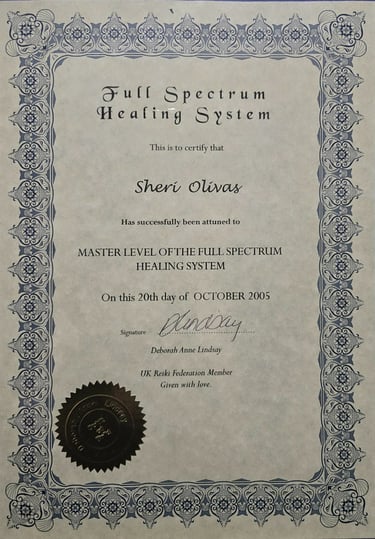 Full Spectrum
Healing System
This is to certify that
Sheri Olivas
Has successfully been attuned to
MASTER LEVEL OF THE FULL SPECTRUM
HEALING SYSTEM
On this 20th day of OCTOBER 2005
Signature DLindsay
Deborah Anne Lindsay
UK Reiki Federation Member
Given with love.